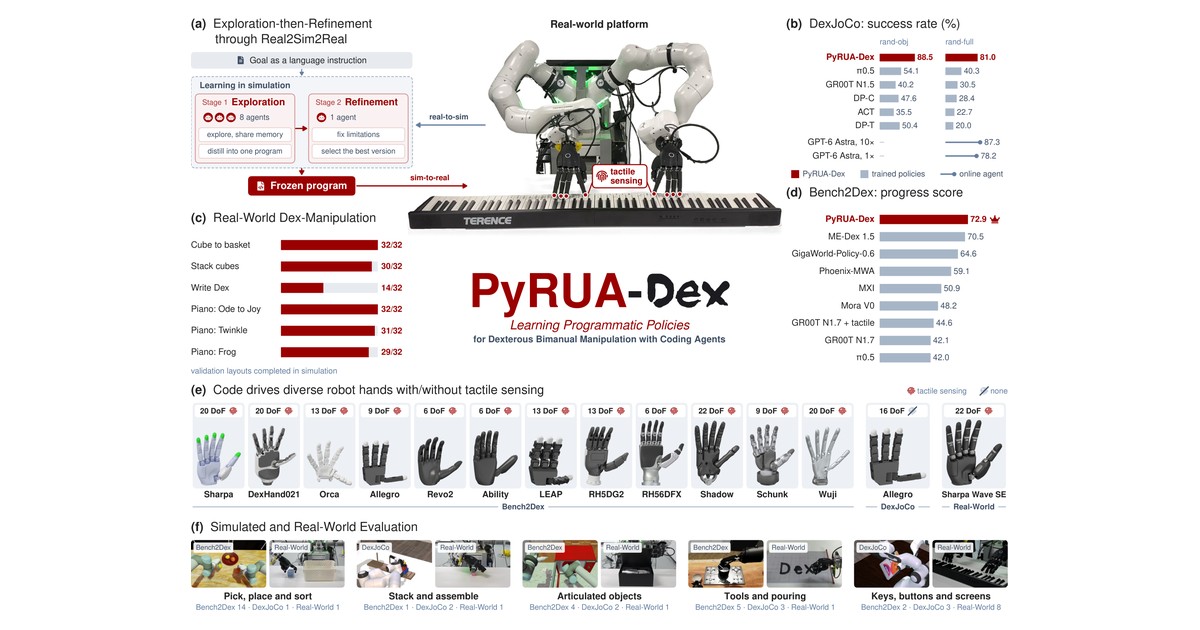 (a) Exploration-then-Refinement
through Real2Sim2Real
Goal as a language instruction
Learning in simulation
Stage 1 Exploration
8 agents
explore, share memory
distill into one program
Stage 2 Refinement
1 agent
fix limitations
select the best version
Frozen program
real-to-sim
sim-to-real
Real-world platform
tactile
sensing
TERENCE
(b) DexJoCo: success rate (%)
rand-obj rand-full
PyRUA-Dex 88.5 81.0
π0.5 54.1 40.3
GR00T N1.5 40.2 30.5
DP-C 47.6 28.4
ACT 35.5 22.7
DP-T 50.4 20.0
GPT-6 Astra, 10× – 87.3
GPT-6 Astra, 1× – 78.2
PyRUA-Dex trained policies online agent
(c) Real-World Dex-Manipulation
Cube to basket 32/32
Stack cubes 30/32
Write Dex 14/32
Piano: Ode to Joy 32/32
Piano: Twinkle 31/32
Piano: Frog 29/32
validation layouts completed in simulation
PyRUA-Dex
Learning Programmatic Policies
for Dexterous Bimanual Manipulation with Coding Agents
(d) Bench2Dex: progress score
PyRUA-Dex 72.9
ME-Dex 1.5 70.5
GigaWorld-Policy-0.6 64.6
Phoenix-MWA 59.1
MXI 50.9
Mora V0 48.2
GR00T N1.7 + tactile 44.6
GR00T N1.7 42.1
π0.5 42.0
(e) Code drives diverse robot hands with/without tactile sensing
tactile sensing none
20 DoF 20 DoF 13 DoF 9 DoF 6 DoF 6 DoF 13 DoF 13 DoF 6 DoF 22 DoF 9 DoF 20 DoF 16 DoF 22 DoF
Sharpa DexHand021 Orca Allegro Revo2 Ability LEAP RH5DG2 RH56DFX Shadow Schunk Wuji Allegro Sharpa Wave SE
Bench2Dex DexJoCo Real-World
(f) Simulated and Real-World Evaluation
Bench2Dex Real-World DexJoCo Real-World Bench2Dex Real-World Bench2Dex Real-World DexJoCo Real-World
Dex
Pick, place and sort Stack and assemble Articulated objects Tools and pouring Keys, buttons and screens
Bench2Dex 14 · DexJoCo 1 · Real-World 1 Bench2Dex 1 · DexJoCo 2 · Real-World 1 Bench2Dex 4 · DexJoCo 2 · Real-World 1 Bench2Dex 5 · DexJoCo 3 · Real-World 1 Bench2Dex 2 · DexJoCo 3 · Real-World 8